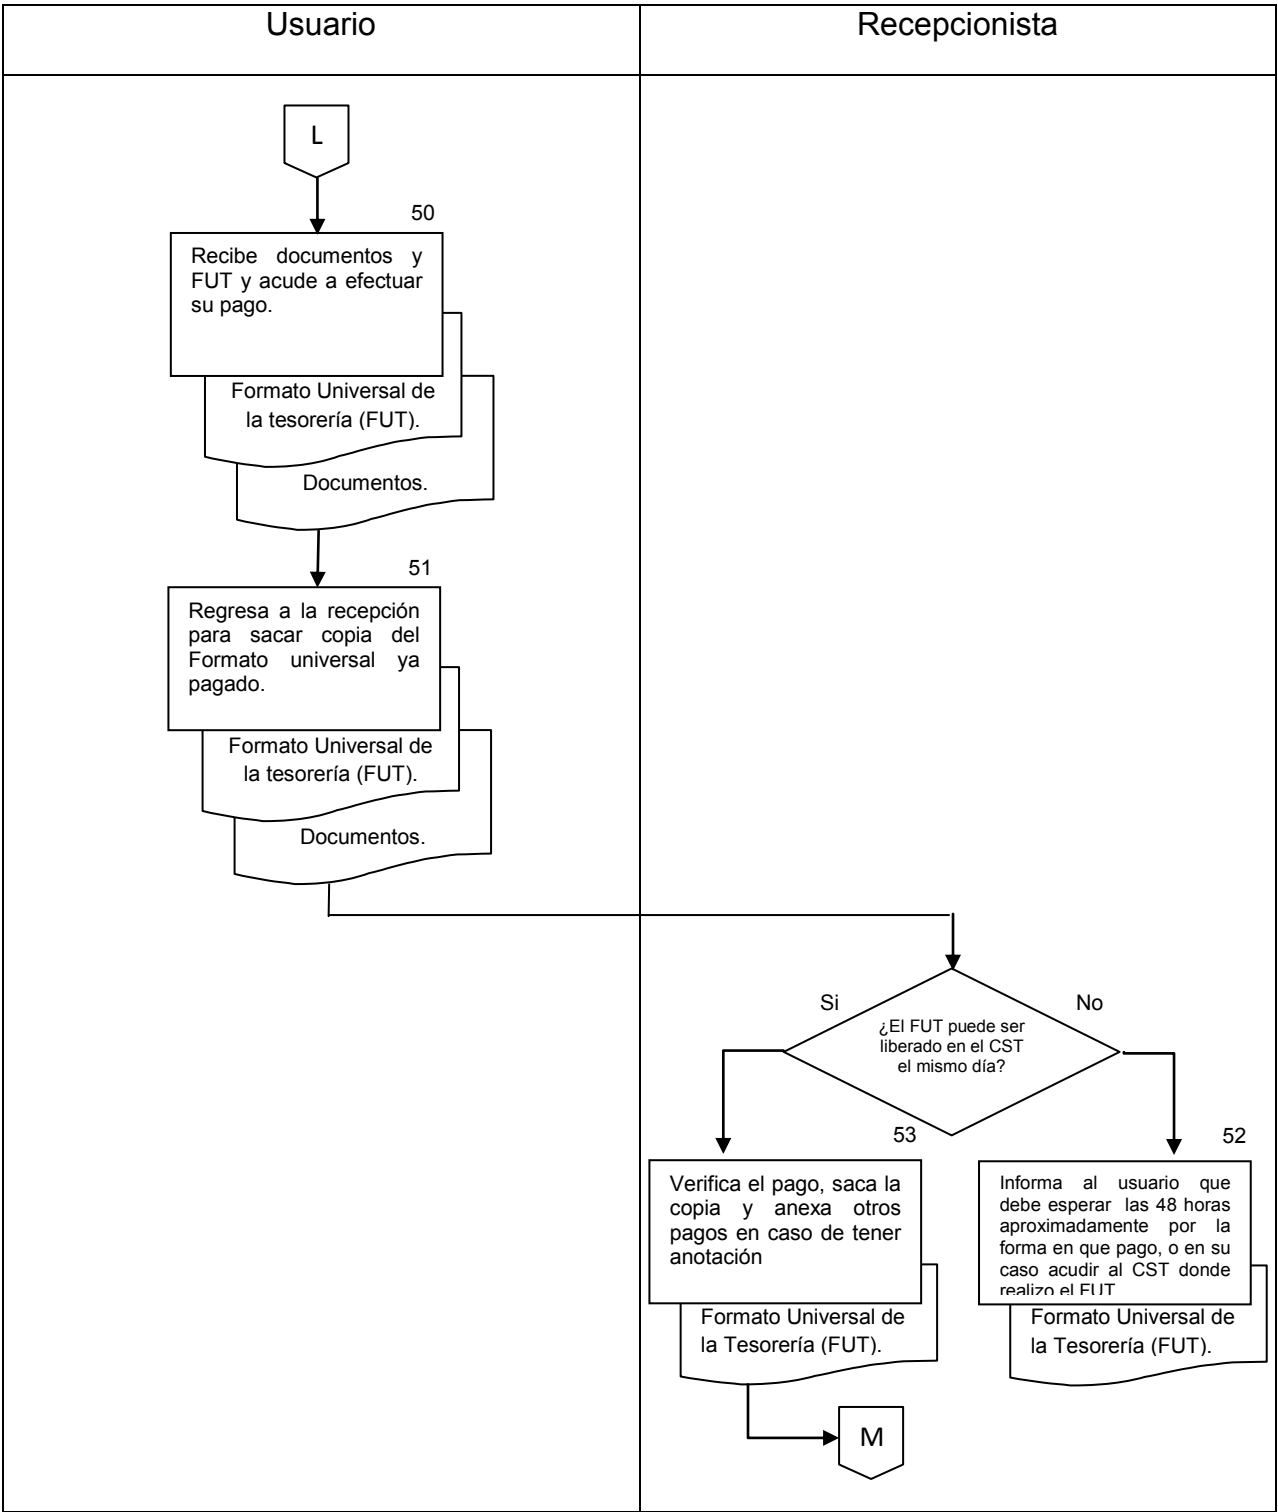 Usuario
Recepcionista
L
50
Recibe documentos y
FUT y acude a efectuar
su pago.
Formato Universal de
la tesorería (FUT).
Documentos.
51
Regresa a la recepción
para sacar copia del
Formato universal ya
pagado.
Formato Universal de
la tesorería (FUT).
Documentos.
Si
No
¿El FUT puede ser
liberado en el CST
el mismo día?
53
Verifica el pago, saca la
copia y anexa otros
pagos en caso de tener
anotación
Formato Universal de
la Tesorería (FUT).
52
Informa al usuario que
debe esperar las 48 horas
aproximadamente por la
forma en que pago, o en su
caso acudir al CST donde
realizo el FUT
Formato Universal de
la Tesorería (FUT).
M